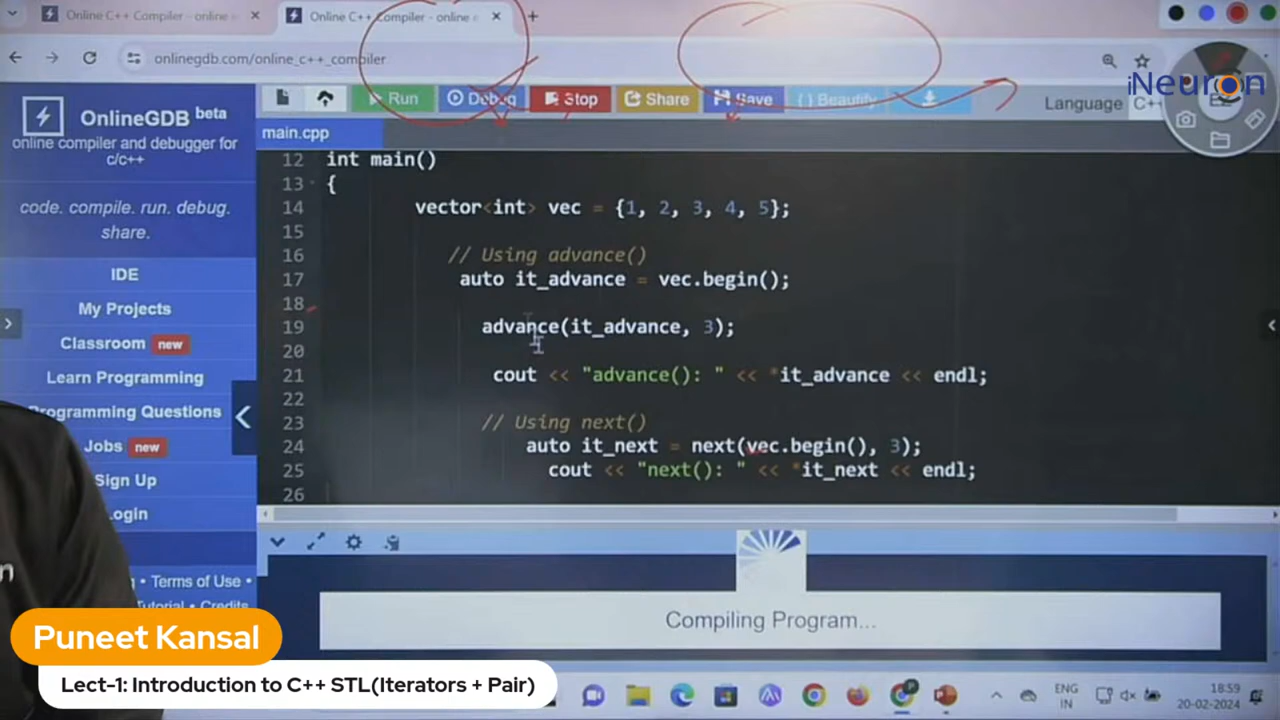 Online C++ Compiler - online e
Online C++ Compiler - online e
onlinegdb.com/online_c++_compiler
iNeuron
OnlineGDB beta
online compiler and debugger for
c/c++
code. compile. run. debug.
share.
IDE
My Projects
Classroom new
Learn Programming
Programming Questions
Jobs new
Sign Up
Login
• Terms of Use •
Tutorial • Credits
Run
Debug
Stop
Share
Save
{ } Beautify
Language C++
main.cpp
12 int main()
13 {
14 vector<int> vec = {1, 2, 3, 4, 5};
15
16 // Using advance()
17 auto it_advance = vec.begin();
18
19 advance(it_advance, 3);
20
21 cout << "advance(): " << *it_advance << endl;
22
23 // Using next()
24 auto it_next = next(vec.begin(), 3);
25 cout << "next(): " << *it_next << endl;
26
Compiling Program...
Puneet Kansal
Lect-1: Introduction to C++ STL(Iterators + Pair)
ENG
IN
18:59
20-02-2024